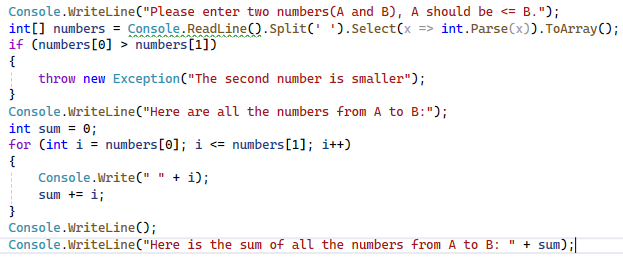 Console.WriteLine("Please enter two numbers(A and B), A should be <= B.");
int[] numbers = Console.ReadLine().Split(' ').Select(x => int.Parse(x)).ToArray();
if (numbers[0] > numbers[1])
{
    throw new Exception("The second number is smaller");
}
Console.WriteLine("Here are all the numbers from A to B:");
int sum = 0;
for (int i = numbers[0]; i <= numbers[1]; i++)
{
    Console.Write(" " + i);
    sum += i;
}
Console.WriteLine();
Console.WriteLine("Here is the sum of all the numbers from A to B: " + sum);